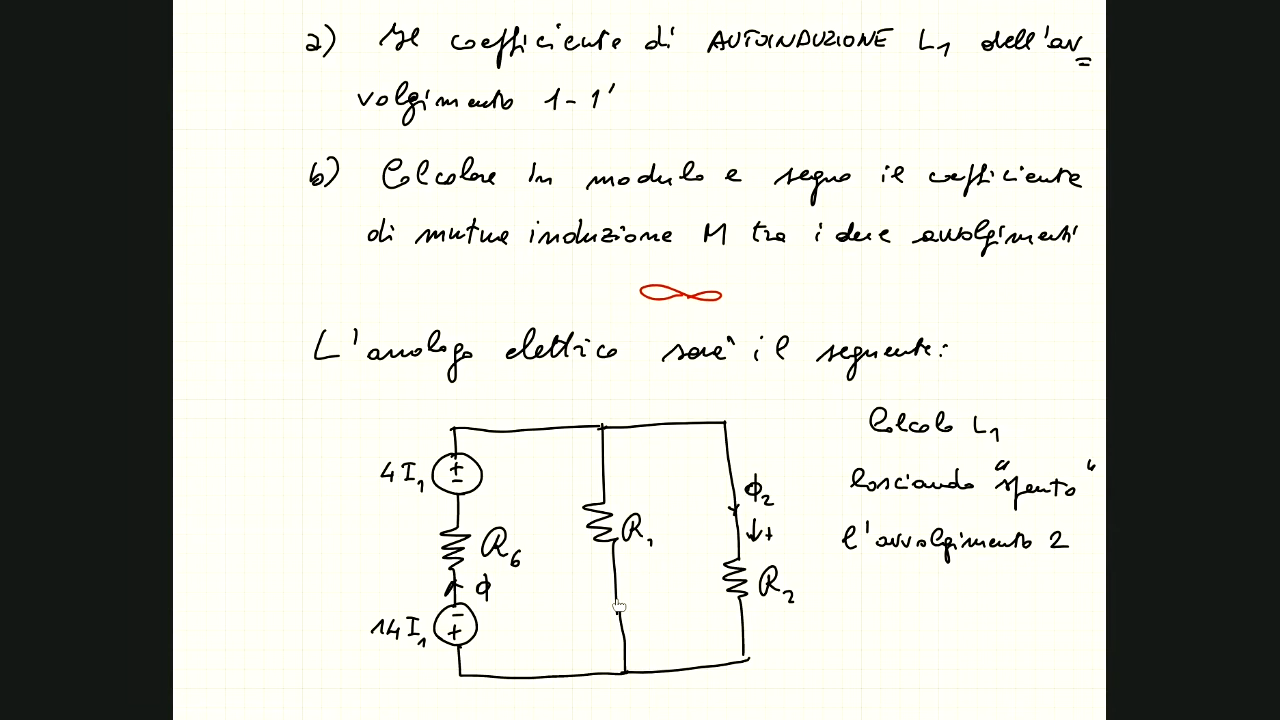 a) Il coefficiente di AUTOINDUZIONE L1 dell'av
volgimento 1-1'
b) Calcolare in modulo e segno il coefficiente
di mutua induzione M tra i due avvolgimenti
L'analogo elettrico sarà il seguente:
Calcolo L1
lasciando "spento"
l'avvolgimento 2
4I1
+
-
R6
ϕ
14I1
-
+
R1
ϕ2
+
R2